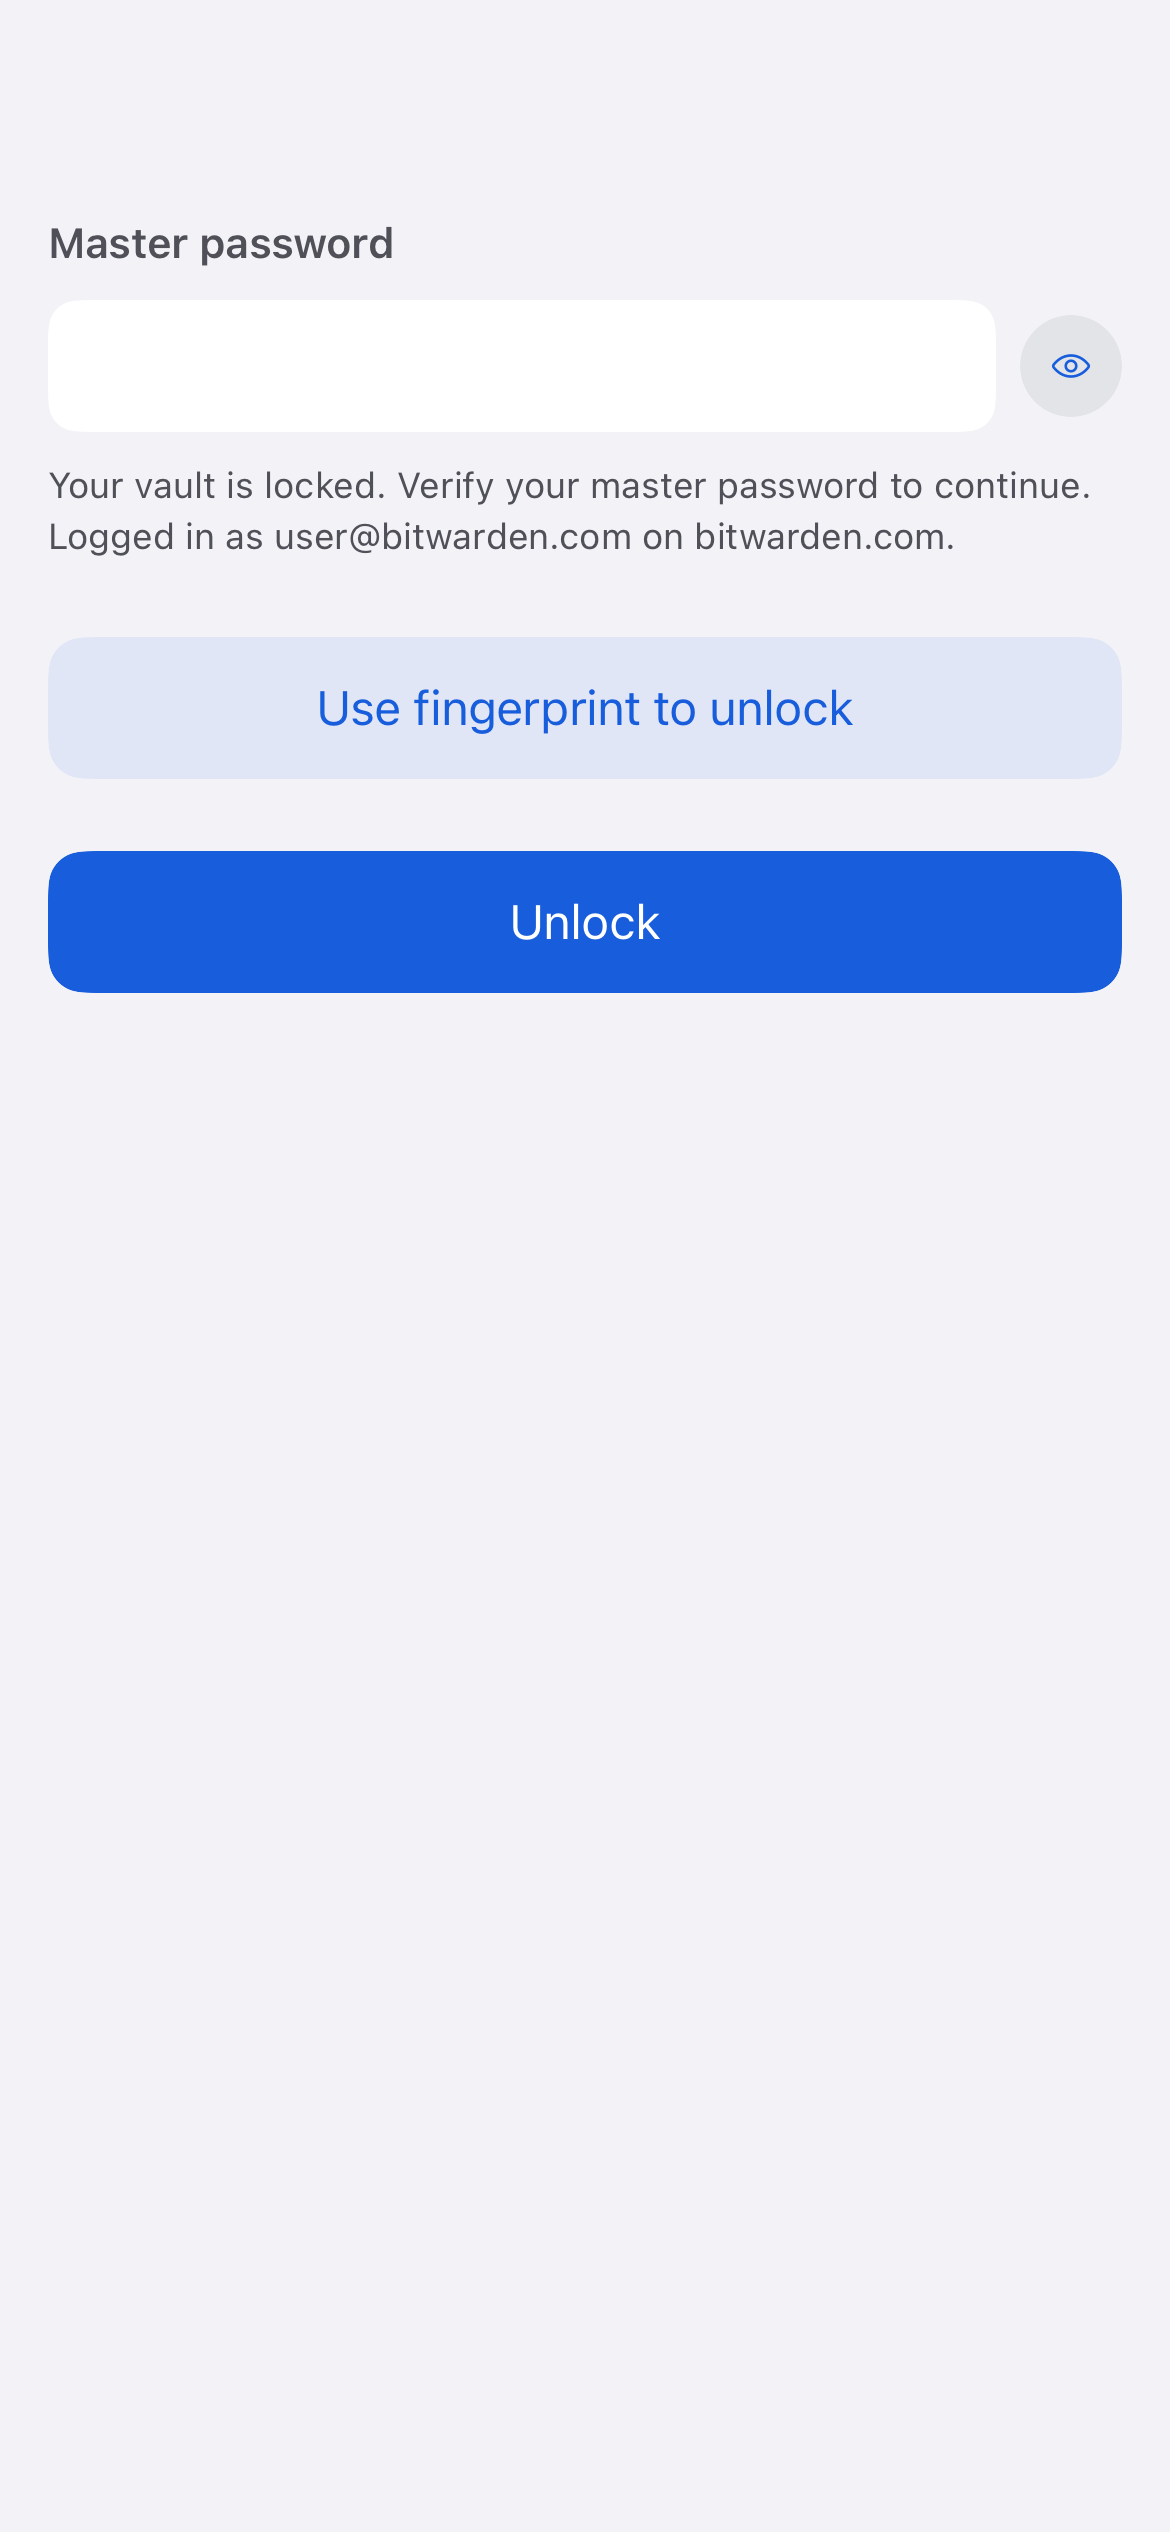 Master password
Your vault is locked. Verify your master password to continue.
Logged in as user@bitwarden.com on bitwarden.com.
Use fingerprint to unlock
Unlock